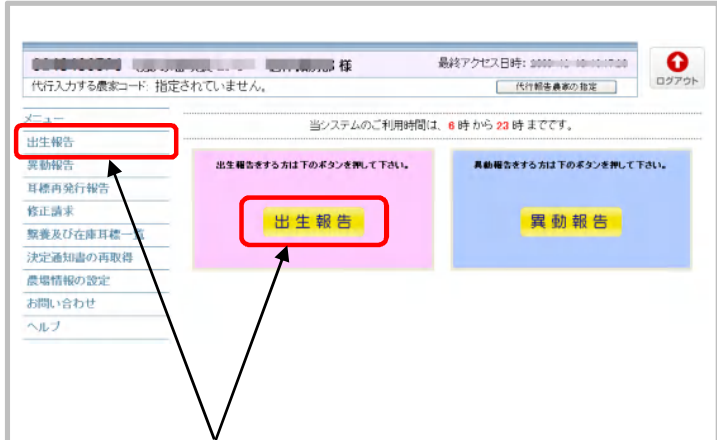 様
最終アクセス日時:
ログアウト
代行入力する農家コード: 指定されていません。
代行報告農家の指定
メニュー
当システムのご利用時間は、6 時 から 23 時 までです。
出生報告
異動報告
耳標再発行報告
修正請求
繋養及び在庫耳標一覧
決定通知書の再取得
農場情報の設定
お問い合わせ
ヘルプ
出生報告をする方は下のボタンを押して下さい。
出生報告
異動報告をする方は下のボタンを押して下さい。
異動報告